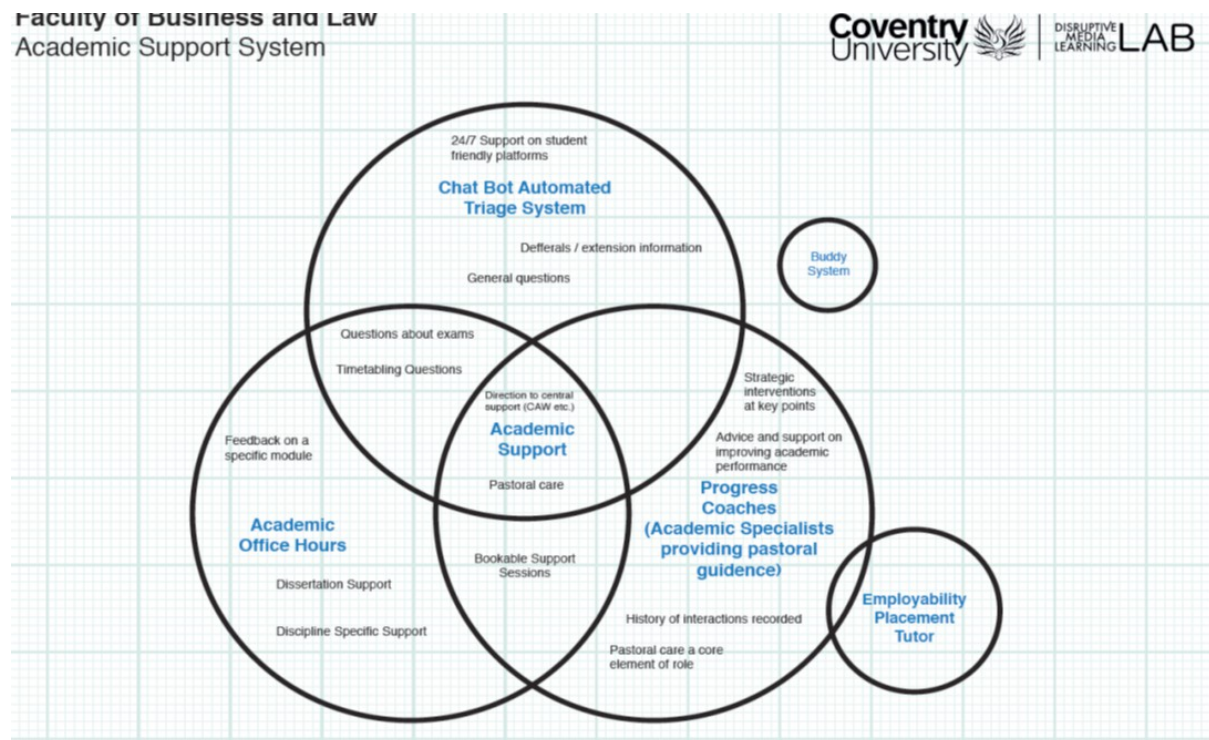 Faculty of Business and Law
Academic Support System
Coventry
University
DISRUPTIVE
MEDIA
LEARNING
LAB
24/7 Support on student
friendly platforms
Chat Bot Automated
Triage System
Defferals / extension information
General questions
Buddy
System
Questions about exams
Timetabling Questions
Direction to central
support (CAW etc.)
Academic
Support
Pastoral care
Strategic
interventions
at key points
Advice and support on
improving academic
performance
Feedback on a
specific module
Academic
Office Hours
Dissertation Support
Discipline Specific Support
Bookable Support
Sessions
Progress
Coaches
(Academic Specialists
providing pastoral
guidence)
History of interactions recorded
Pastoral care a core
element of role
Employability
Placement
Tutor